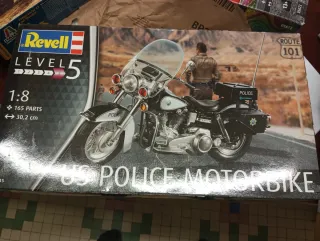 Revell
LEVEL 5
ROUTE
101
1:8
165 PARTS
30,2 cm
POLICE
US POLICE MOTORBIKE